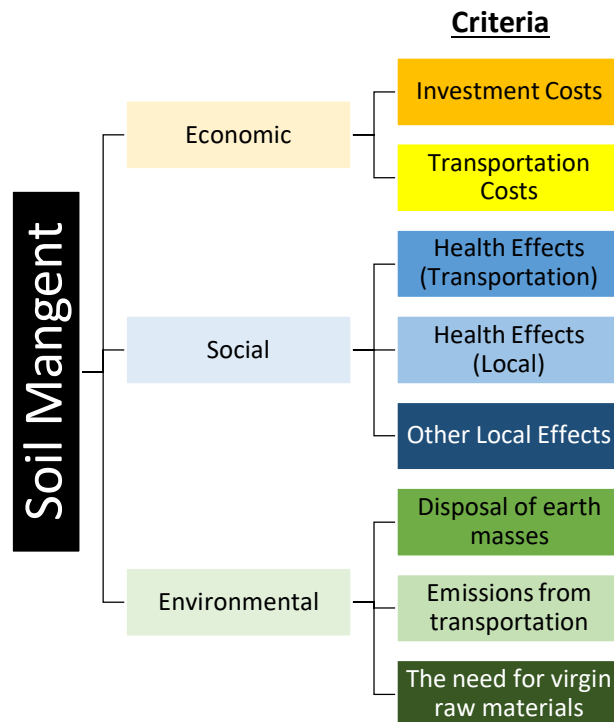 Criteria
Soil Mangent
Economic
Investment Costs
Transportation
Costs
Social
Health Effects
(Transportation)
Health Effects
(Local)
Other Local Effects
Environmental
Disposal of earth
masses
Emissions from
transportation
The need for virgin
raw materials